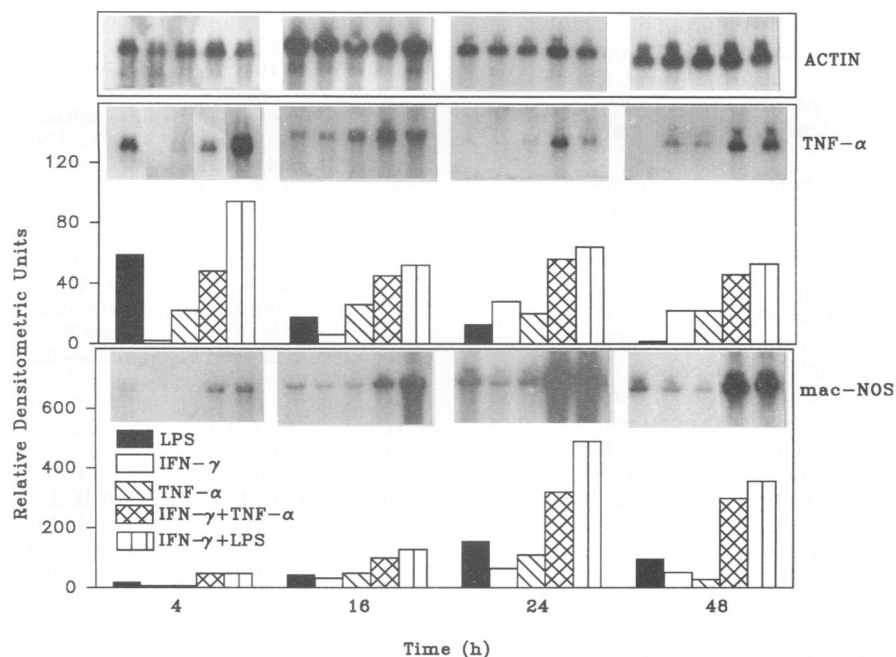 ACTIN
TNF-α
120
80
40
0
mac-NOS
600
400
200
0
Relative Densitometric Units
LPS
IFN-γ
TNF-α
IFN-γ+TNF-α
IFN-γ+LPS
4 16 24 48
Time (h)